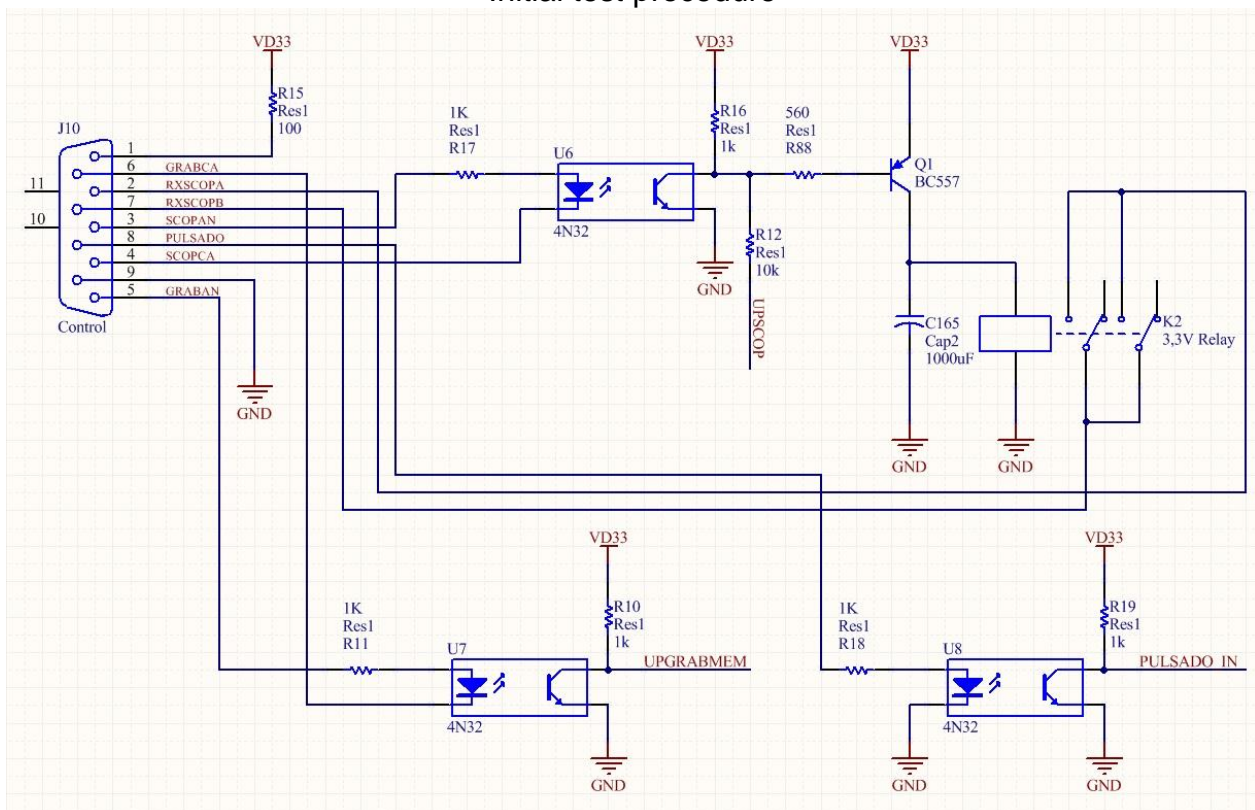 Initial test procedure
VD33
R15
Res1
100
J10
1
6
2
7
3
8
4
9
5
11
10
GRABCA
RXSCOPA
RXSCOPB
SCOPAN
PULSADO
SCOPCA
GRABAN
Control
GND
1K
Res1
R17
U6
4N32
VD33
R16
Res1
1k
560
Res1
R88
R12
Res1
10k
GND
UPSCOP
VD33
Q1
BC557
C165
Cap2
1000uF
GND
GND
K2
3,3V Relay
1K
Res1
R11
U7
4N32
VD33
R10
Res1
1k
UPGRABMEM
GND
1K
Res1
R18
U8
4N32
GND
VD33
R19
Res1
1k
PULSADO IN
GND